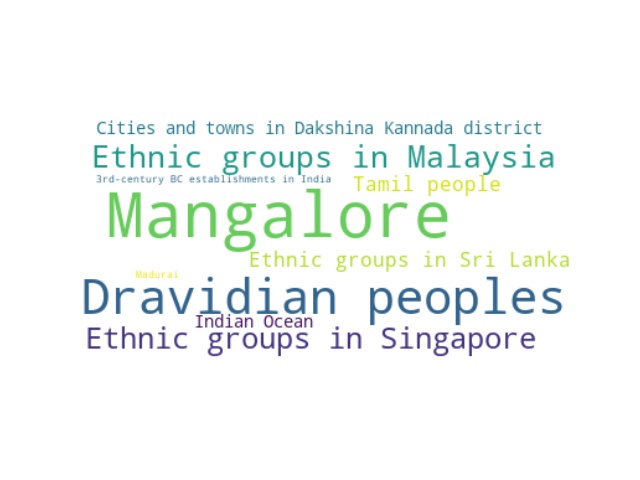 Cities and towns in Dakshina Kannada district
Ethnic groups in Malaysia
3rd-century BC establishments in India
Tamil people
Mangalore
Ethnic groups in Sri Lanka
Madurai
Dravidian peoples
Indian Ocean
Ethnic groups in Singapore